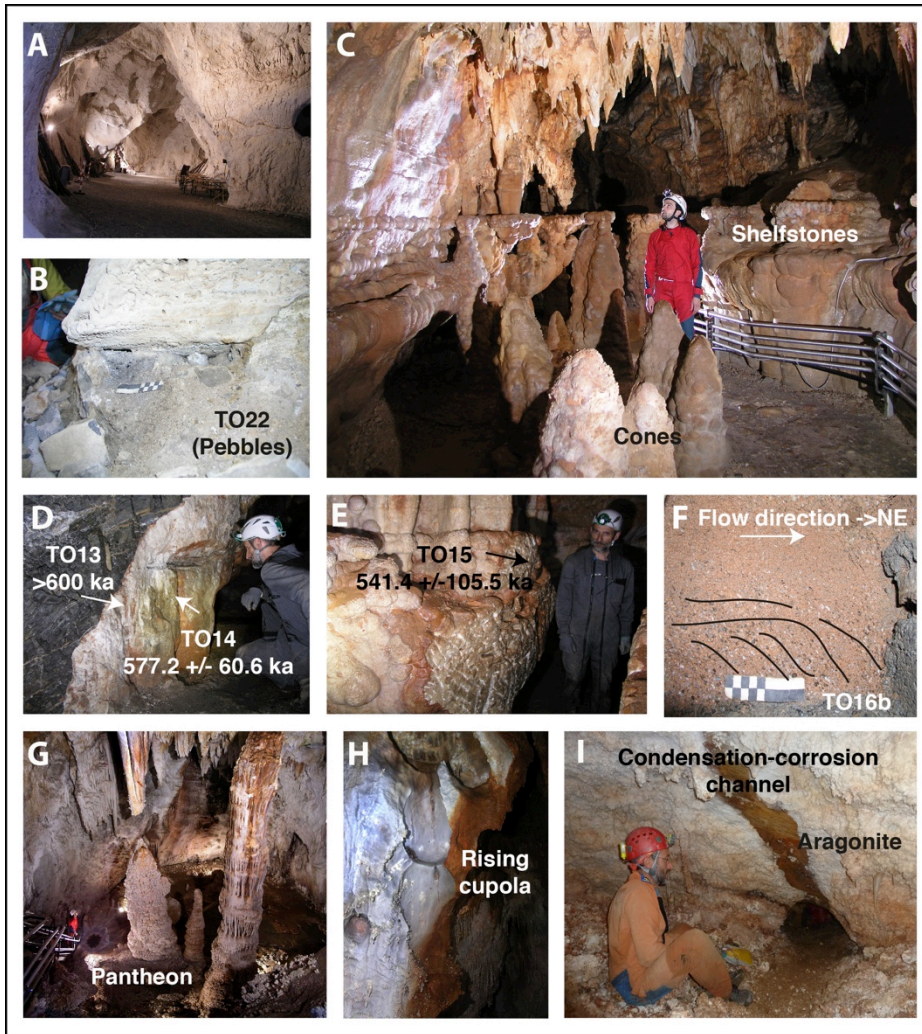 A
B
TO22
(Pebbles)
C
Shelfstones
Cones
D
TO13
>600 ka
TO14
577.2 +/- 60.6 ka
E
TO15
541.4 +/-105.5 ka
F
Flow direction ->NE
TO16b
G
Pantheon
H
Rising
cupola
I
Condensation-corrosion
channel
Aragonite